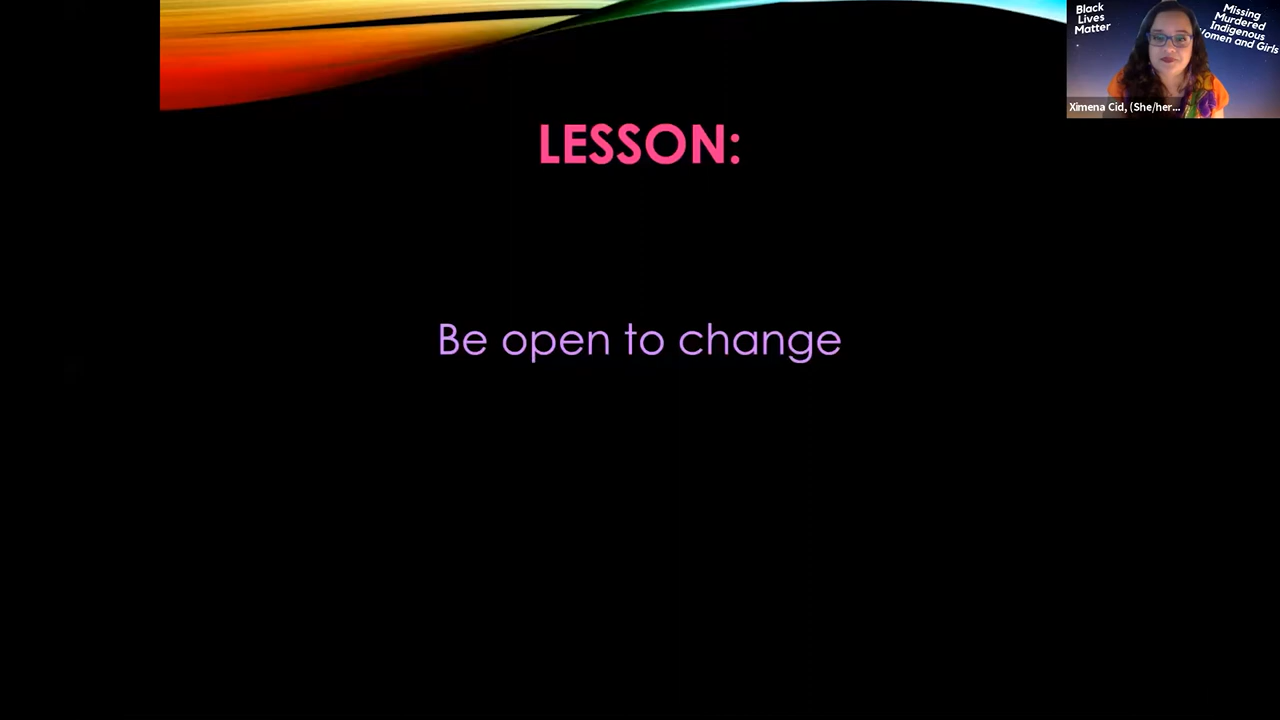 LESSON:
Be open to change
Black
Lives
Matter
Missing
Murdered
Indigenous
Women and Girls
Ximena Cid, (She/her...